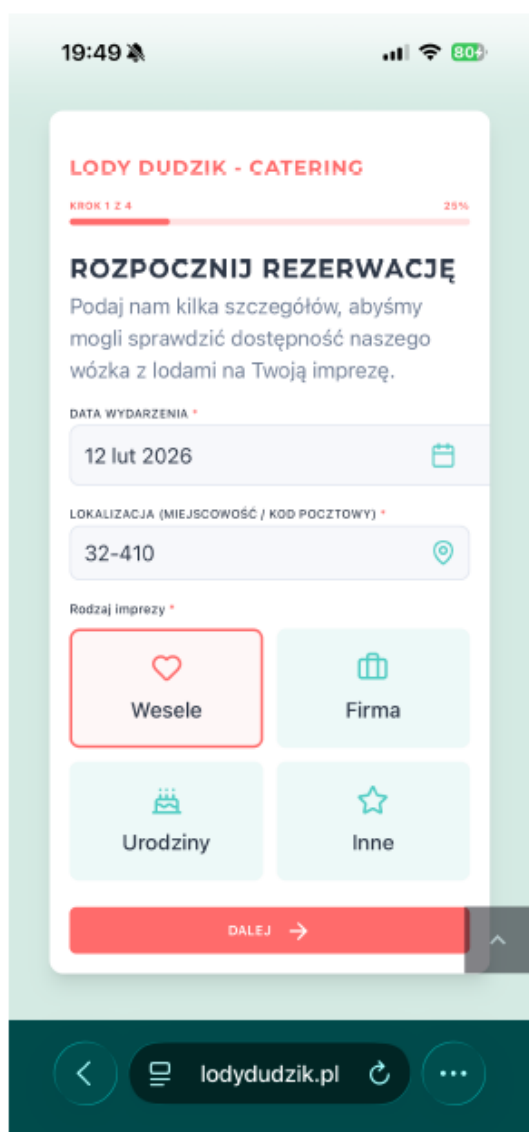 19:49
80
LODY DUDZIK - CATERING
KROK 1 Z 4
25%
ROZPOCZNIJ REZERWACJĘ
Podaj nam kilka szczegółów, abyśmy
mogli sprawdzić dostępność naszego
wózka z lodami na Twoją imprezę.
DATA WYDARZENIA *
12 lut 2026
LOKALIZACJA (MIEJSCOWOŚĆ / KOD POCZTOWY) *
32-410
Rodzaj imprezy *
Wesele
Firma
Urodziny
Inne
DALEJ →
lodydudzik.pl